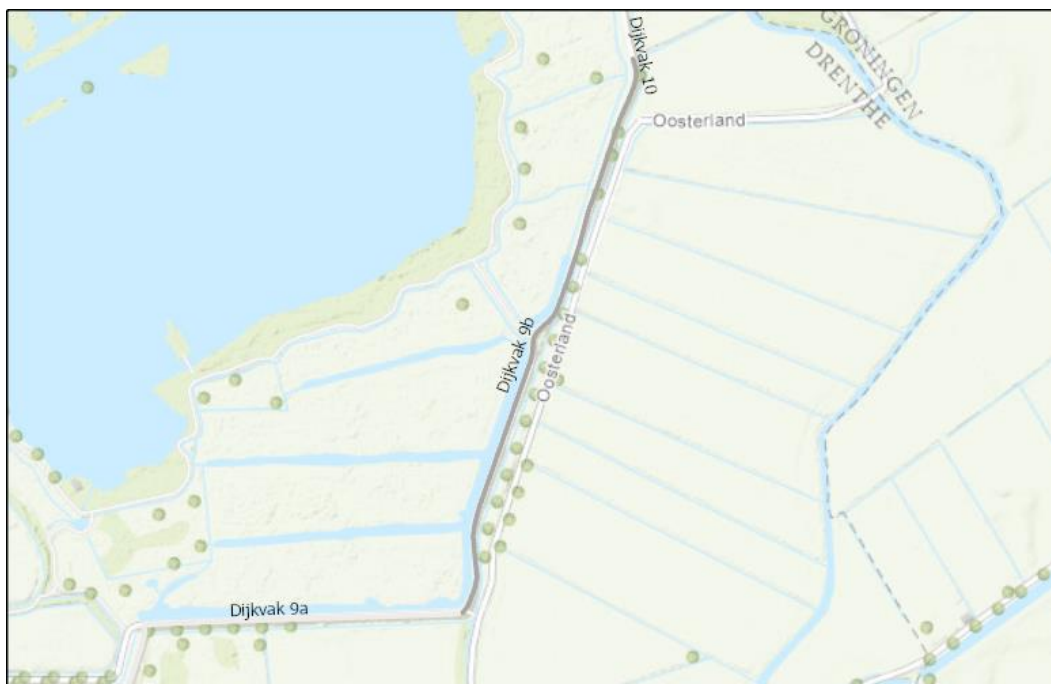 Dijkvak 10
GRONINGEN
DRENTHE
Oosterland
Dijkvak 9b
Oosterland
Dijkvak 9a